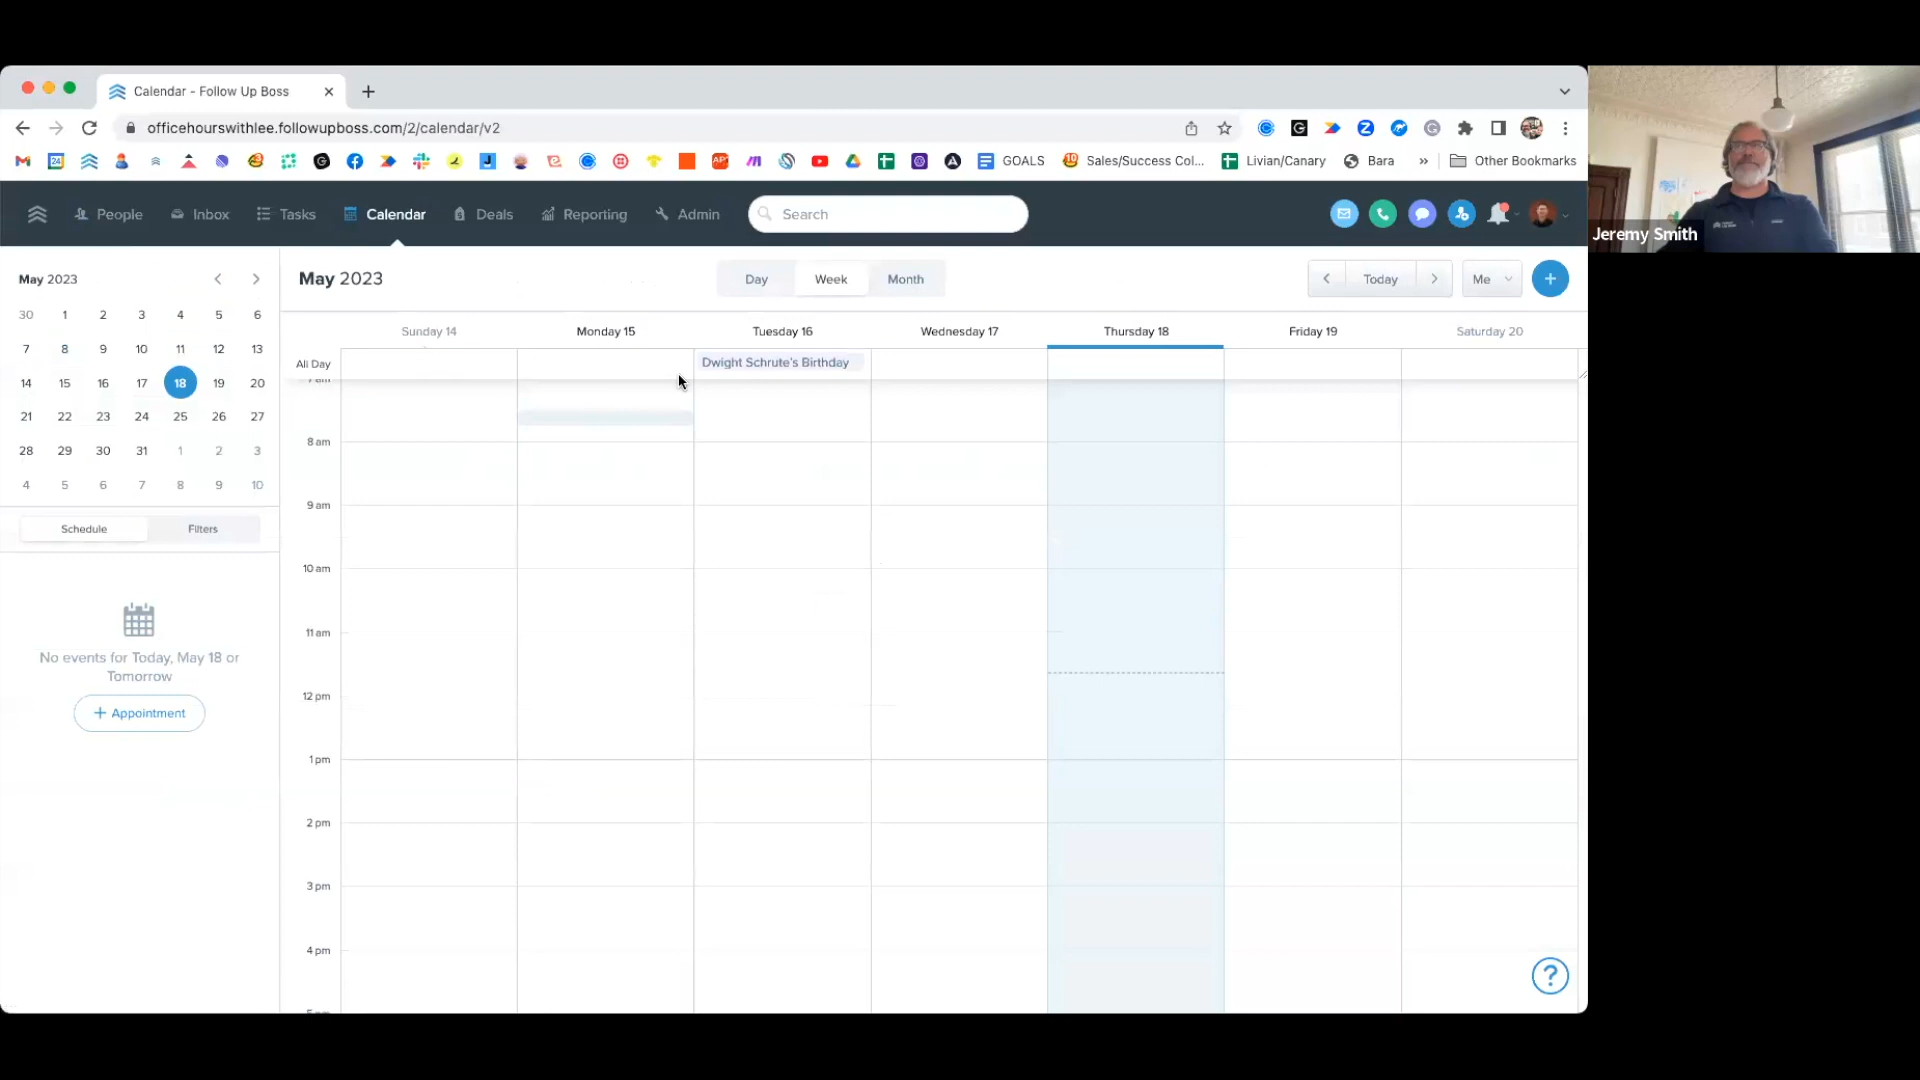 Calendar - Follow Up Boss
officehourswithlee.followupboss.com/2/calendar/v2
GOALS
Sales/Success Col...
Livian/Canary
Bara
»
Other Bookmarks
People
Inbox
Tasks
Calendar
Deals
Reporting
Admin
Search
Jeremy Smith
May 2023
30 1 2 3 4 5 6
7 8 9 10 11 12 13
14 15 16 17 18 19 20
21 22 23 24 25 26 27
28 29 30 31 1 2 3
4 5 6 7 8 9 10
Schedule
Filters
No events for Today, May 18 or
Tomorrow
+ Appointment
May 2023
Day
Week
Month
Today
Me
Sunday 14
Monday 15
Tuesday 16
Wednesday 17
Thursday 18
Friday 19
Saturday 20
All Day
Dwight Schrute's Birthday
7 am
8 am
9 am
10 am
11 am
12 pm
1 pm
2 pm
3 pm
4 pm
?